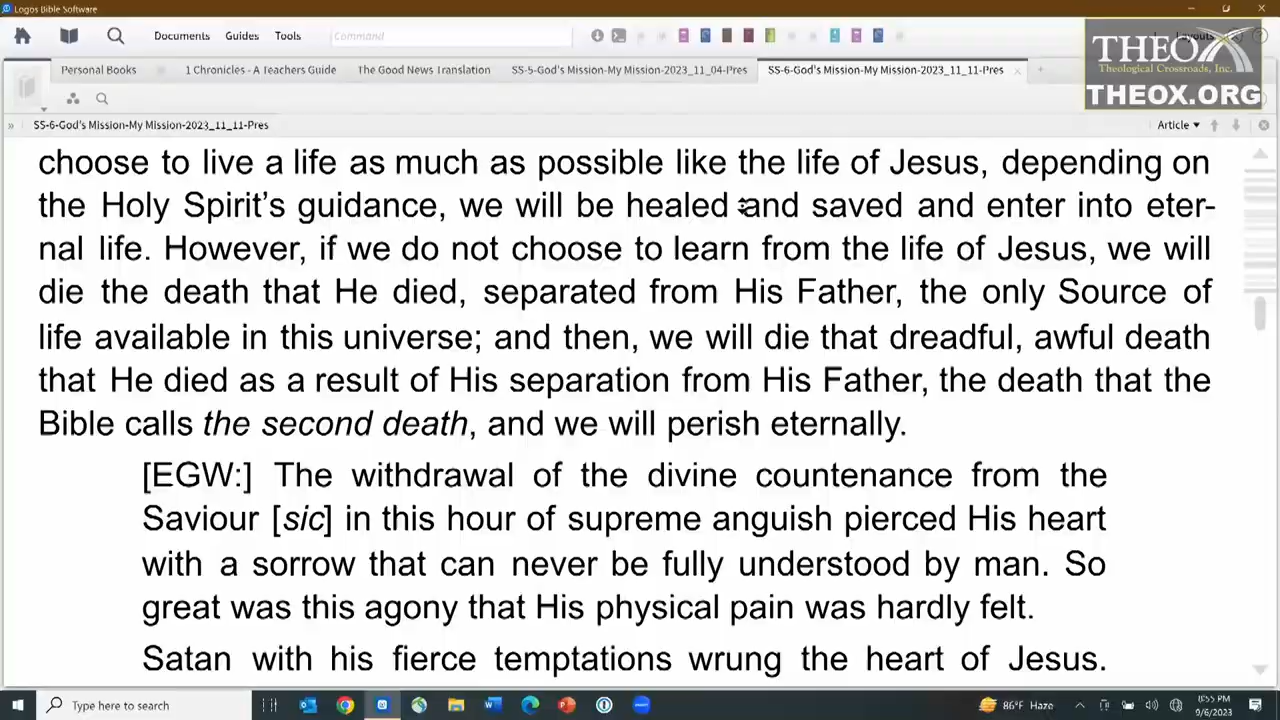 Logos Bible Software
Documents Guides Tools Command Layouts
THEOX
Theological Crossroads, Inc.
THEOX.ORG
Personal Books 1 Chronicles - A Teachers Guide The Good News Bible SS-5-God's Mission-My Mission-2023_11_04-Pres SS-6-God's Mission-My Mission-2023_11_11-Pres
SS-6-God's Mission-My Mission-2023_11_11-Pres Article
choose to live a life as much as possible like the life of Jesus, depending on
the Holy Spirit’s guidance, we will be healed and saved and enter into eter-
nal life. However, if we do not choose to learn from the life of Jesus, we will
die the death that He died, separated from His Father, the only Source of
life available in this universe; and then, we will die that dreadful, awful death
that He died as a result of His separation from His Father, the death that the
Bible calls the second death, and we will perish eternally.
[EGW:] The withdrawal of the divine countenance from the
Saviour [sic] in this hour of supreme anguish pierced His heart
with a sorrow that can never be fully understood by man. So
great was this agony that His physical pain was hardly felt.
Satan with his fierce temptations wrung the heart of Jesus.
Type here to search 86°F Haze 8:55 PM
9/6/2023